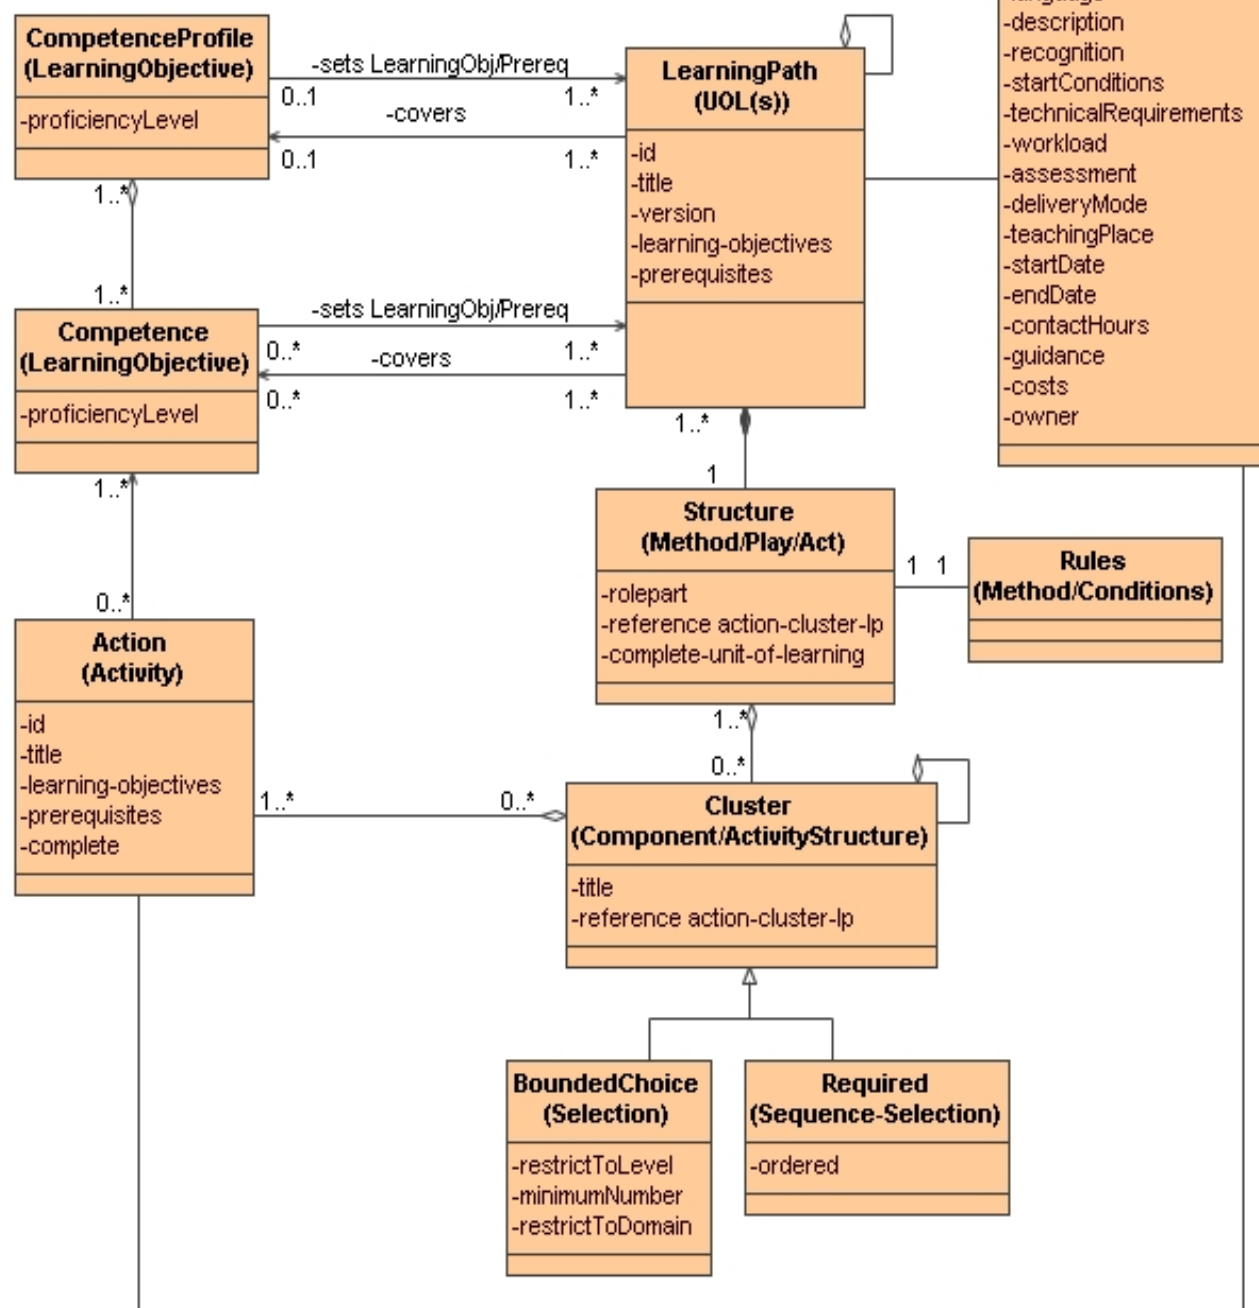 CompetenceProfile
(LearningObjective)
-proficiencyLevel
-sets LearningObj/Prereq
0..1
1..*
-covers
0..1
1..*
LearningPath
(UOL(s))
-id
-title
-version
-learning-objectives
-prerequisites
-description
-recognition
-startConditions
-technicalRequirements
-workload
-assessment
-deliveryMode
-teachingPlace
-startDate
-endDate
-contactHours
-guidance
-costs
-owner
1..*
1..*
Competence
(LearningObjective)
-proficiencyLevel
-sets LearningObj/Prereq
0..*
1..*
-covers
0..*
1..*
1..*
1
Structure
(Method/Play/Act)
-rolepart
-reference action-cluster-lp
-complete-unit-of-learning
1 1
Rules
(Method/Conditions)
1..*
0..*
Action
(Activity)
-id
-title
-learning-objectives
-prerequisites
-complete
1..*
0..*
1..*
0..*
Cluster
(Component/ActivityStructure)
-title
-reference action-cluster-lp
BoundedChoice
(Selection)
-restrictToLevel
-minimumNumber
-restrictToDomain
Required
(Sequence-Selection)
-ordered